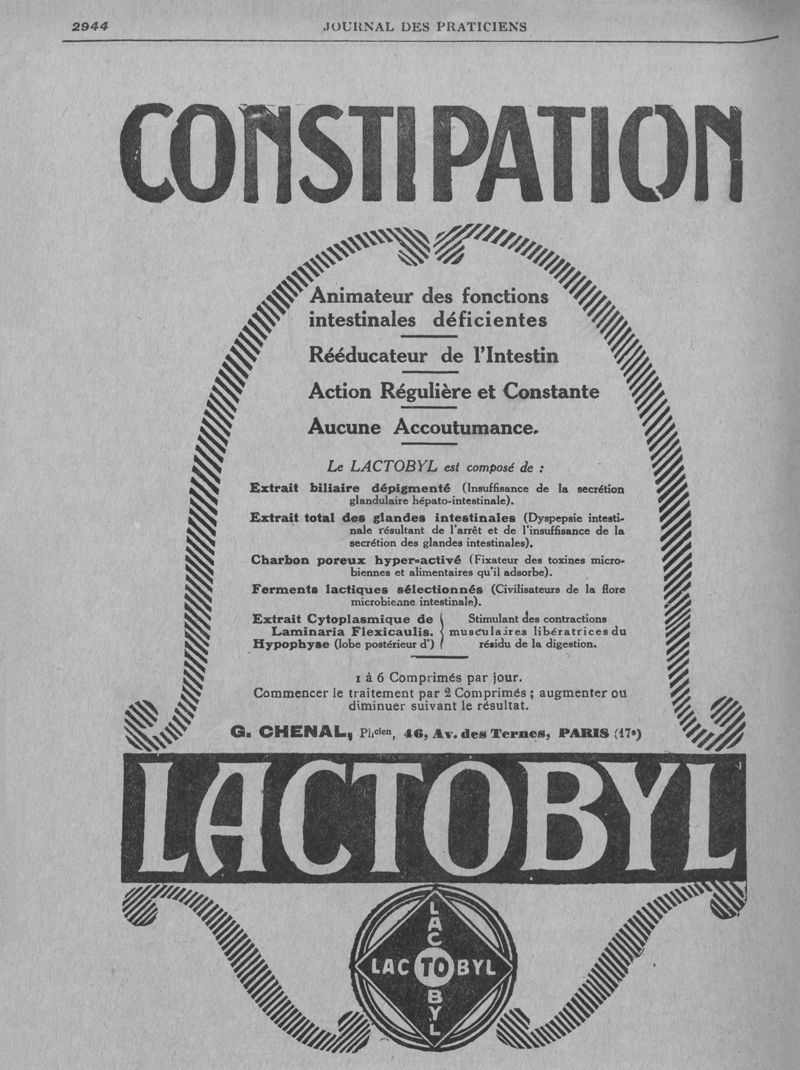 2944
JOURNAL DES PRATICIENS
CONSTIPATION
Animateur des fonctions
intestinales déficientes
Rééducateur de l'Intestin
Action Régulière et Constante
Aucune Accoutumance.
Le LACTOBYL est composé de :
Extrait biliaire dépigmenté (Insuffisance de la secrétion
glandulaire hépato-intestinale).
Extrait total des glandes intestinales (Dyspepsie intesti-
nale résultant de l'arrêt et de l'insuffisance de la
secrétion des glandes intestinales).
Charbon poreux hyper-activé (Fixateur des toxines micro-
biennes et alimentaires qu'il adsorbe).
Ferments lactiques sélectionnés (Civilisateurs de la flore
microbienne intestinale).
Extrait Cytoplasmique de
Laminaria Flexicaulis.
Hypophyse (lobe postérieur d')
Stimulant des contractions
musculaires libératrices du
résidu de la digestion.
1 à 6 Comprimés par jour.
Commencer le traitement par 2 Comprimés ; augmenter ou
diminuer suivant le résultat.
G. CHENAL, Phcien, 46, Av. des Ternes, PARIS (17e)
LACTOBYL
LACTOBYL
LACTOBYL